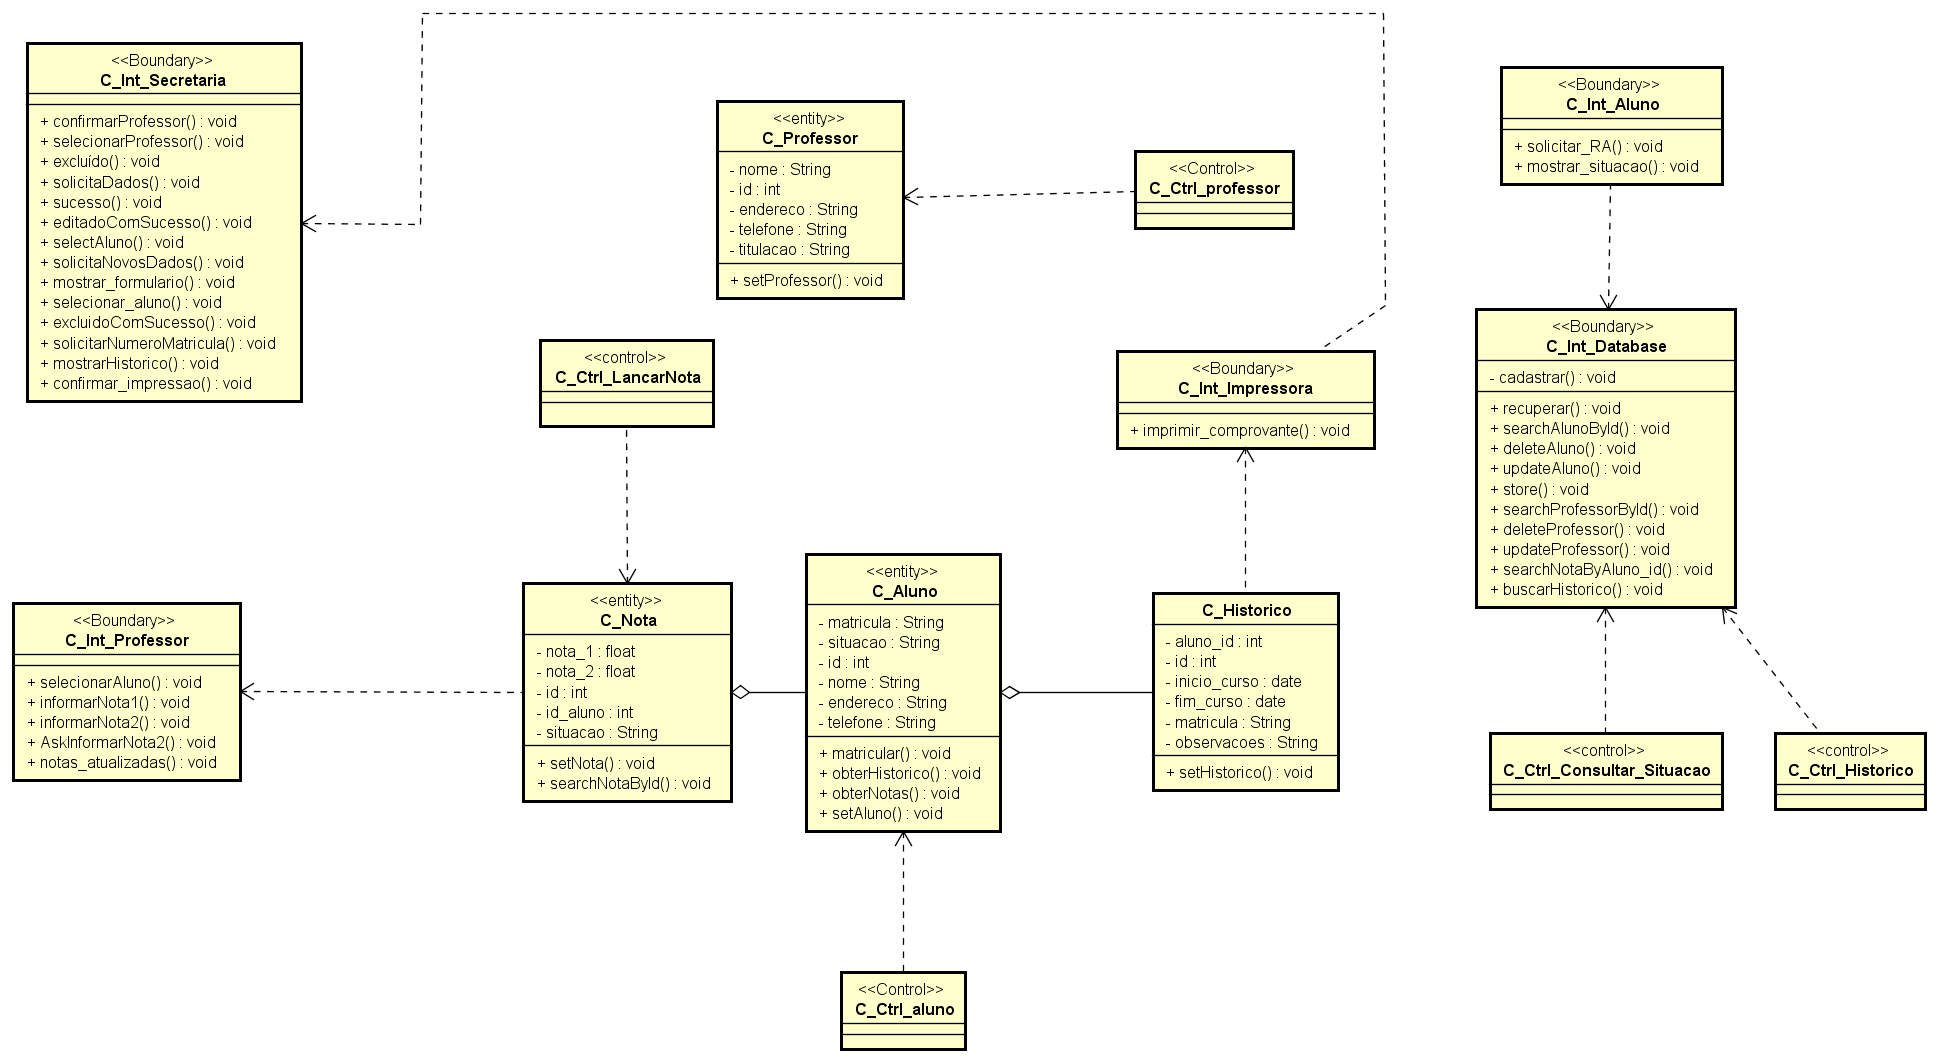 <<Boundary>>
C_Int_Secretaria
+ confirmarProfessor() : void
+ selecionarProfessor() : void
+ excluído() : void
+ solicitaDados() : void
+ sucesso() : void
+ editadoComSucesso() : void
+ selectAluno() : void
+ solicitaNovosDados() : void
+ mostrar_formulario() : void
+ selecionar_aluno() : void
+ excluidoComSucesso() : void
+ solicitarNumeroMatricula() : void
+ mostrarHistorico() : void
+ confirmar_impressao() : void
<<entity>>
C_Professor
- nome : String
- id : int
- endereco : String
- telefone : String
- titulacao : String
+ setProfessor() : void
<<Control>>
C_Ctrl_professor
<<Boundary>>
C_Int_Aluno
+ solicitar_RA() : void
+ mostrar_situacao() : void
<<control>>
C_Ctrl_LancarNota
<<Boundary>>
C_Int_Impressora
+ imprimir_comprovante() : void
<<Boundary>>
C_Int_Database
- cadastrar() : void
+ recuperar() : void
+ searchAlunoById() : void
+ deleteAluno() : void
+ updateAluno() : void
+ store() : void
+ searchProfessorById() : void
+ deleteProfessor() : void
+ updateProfessor() : void
+ searchNotaByAluno_id() : void
+ buscarHistorico() : void
<<Boundary>>
C_Int_Professor
+ selecionarAluno() : void
+ informarNota1() : void
+ informarNota2() : void
+ AskInformarNota2() : void
+ notas_atualizadas() : void
<<entity>>
C_Nota
- nota_1 : float
- nota_2 : float
- id : int
- id_aluno : int
- situacao : String
+ setNota() : void
+ searchNotaById() : void
<<entity>>
C_Aluno
- matricula : String
- situacao : String
- id : int
- nome : String
- endereco : String
- telefone : String
+ matricular() : void
+ obterHistorico() : void
+ obterNotas() : void
+ setAluno() : void
C_Historico
- aluno_id : int
- id : int
- inicio_curso : date
- fim_curso : date
- matricula : String
- observacoes : String
+ setHistorico() : void
<<control>>
C_Ctrl_Consultar_Situacao
<<control>>
C_Ctrl_Historico
<<Control>>
C_Ctrl_aluno